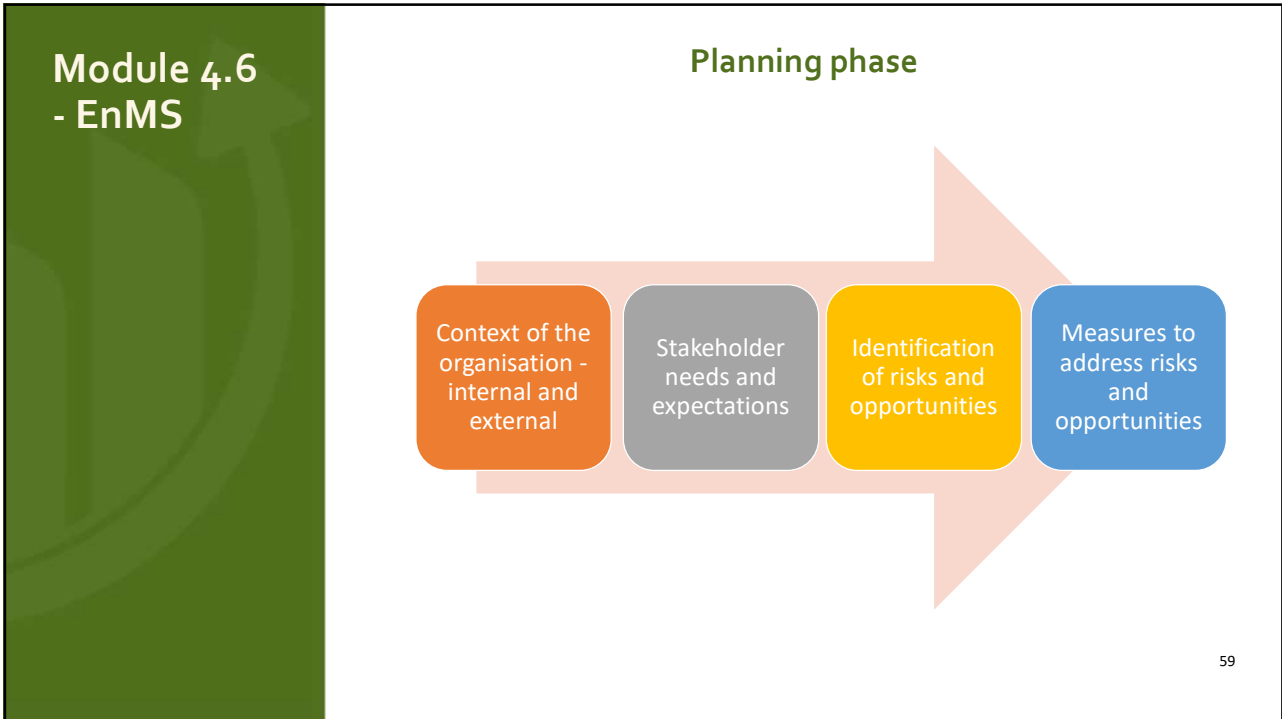 Module 4.6
- EnMS
Planning phase
Context of the
organisation -
internal and
external
Stakeholder
needs and
expectations
Identification
of risks and
opportunities
Measures to
address risks
and
opportunities
59